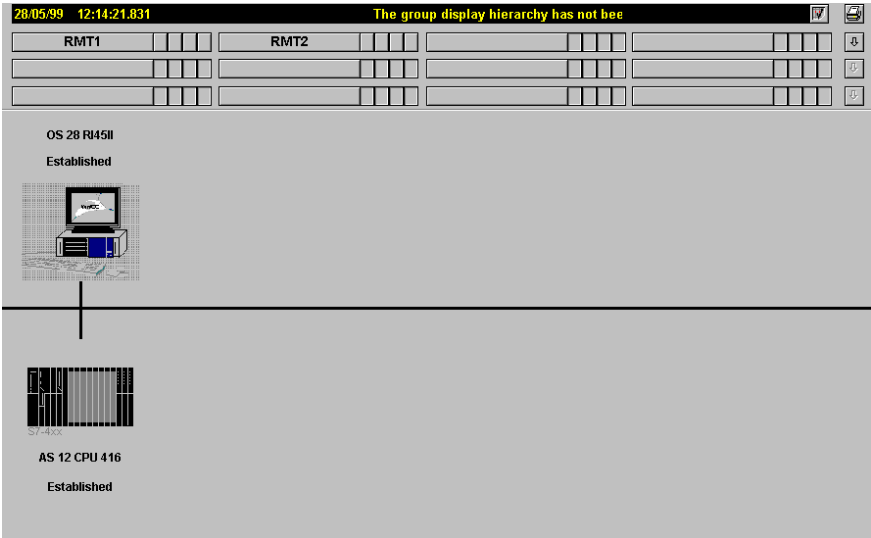 28/05/99 12:14:21.831 The group display hierarchy has not bee
RMT1 RMT2
OS 28 RI45II
Established
S7-4xx
AS 12 CPU 416
Established